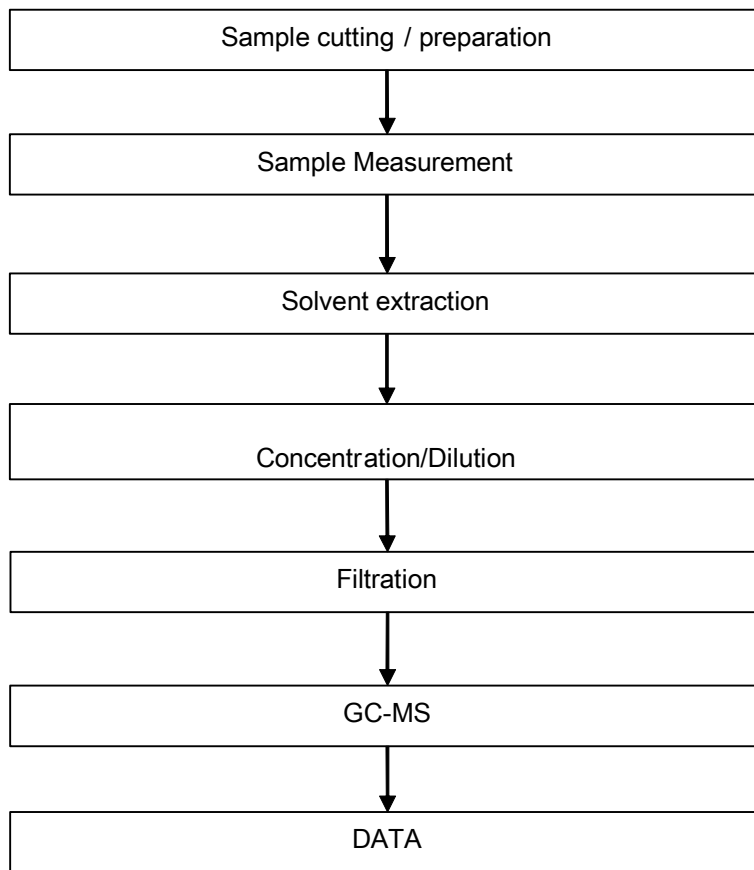 Sample cutting / preparation
Sample Measurement
Solvent extraction
Concentration/Dilution
Filtration
GC-MS
DATA